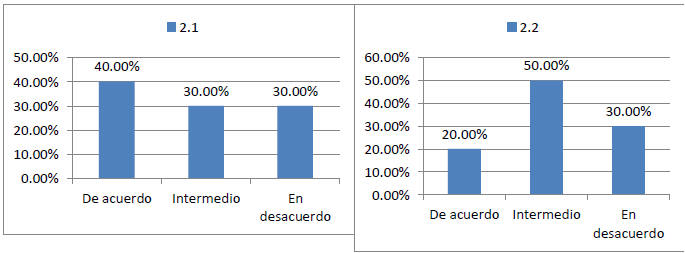 2.1
50.00%
40.00%
30.00%
20.00%
10.00%
0.00%
40.00%
30.00%
30.00%
De acuerdo
Intermedio
En
desacuerdo
2.2
60.00%
50.00%
40.00%
30.00%
20.00%
10.00%
0.00%
20.00%
50.00%
30.00%
De acuerdo
Intermedio
En
desacuerdo